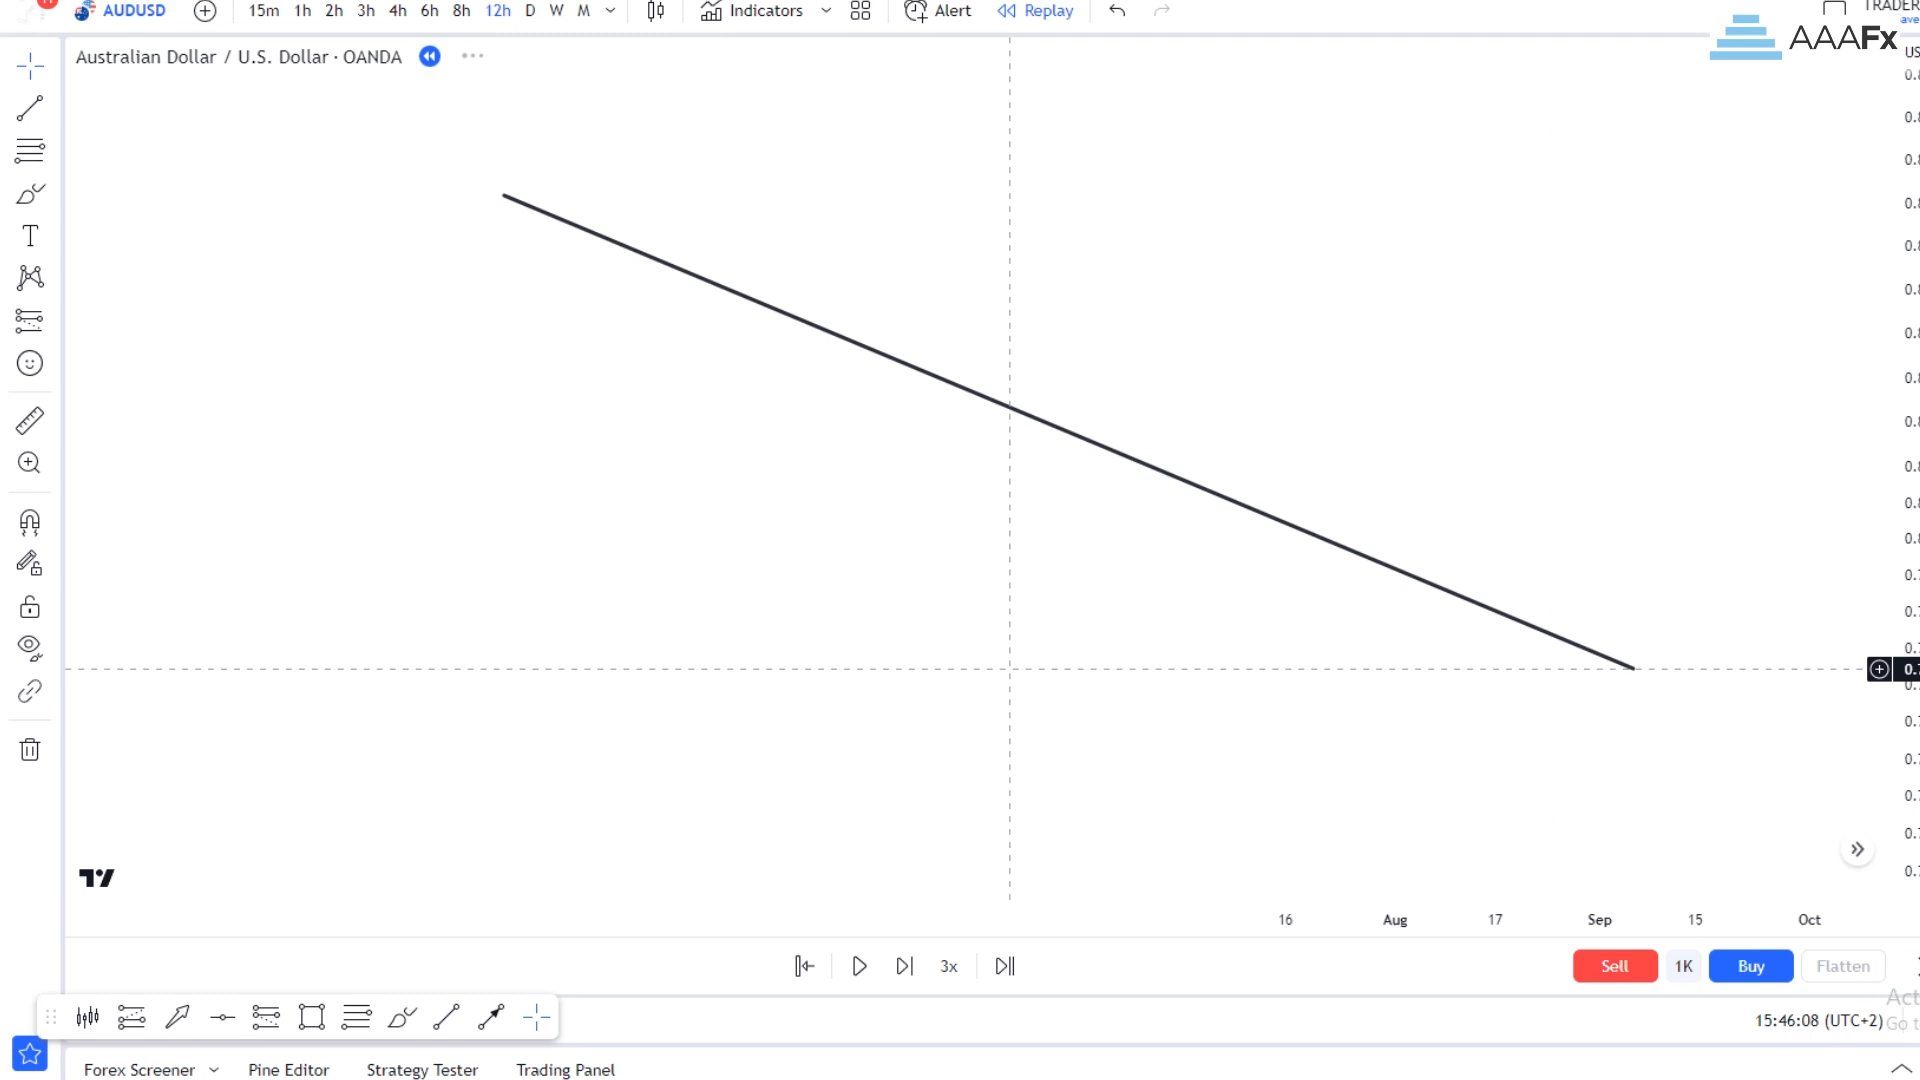 11
AUDUSD 15m 1h 2h 3h 4h 6h 8h 12h D W M Indicators Alert Replay
TRADER
AAAFx
Australian Dollar / U.S. Dollar · OANDA
16 Aug 17 Sep 15 Oct
3x
Sell 1K Buy Flatten
15:46:08 (UTC+2)
Forex Screener Pine Editor Strategy Tester Trading Panel